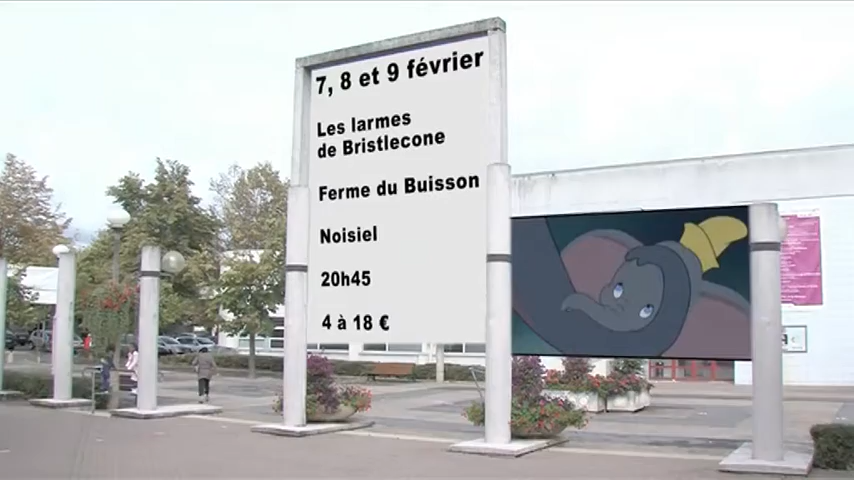 7, 8 et 9 février
Les larmes
de Bristlecone
Ferme du Buisson
Noisiel
20h45
4 à 18 €